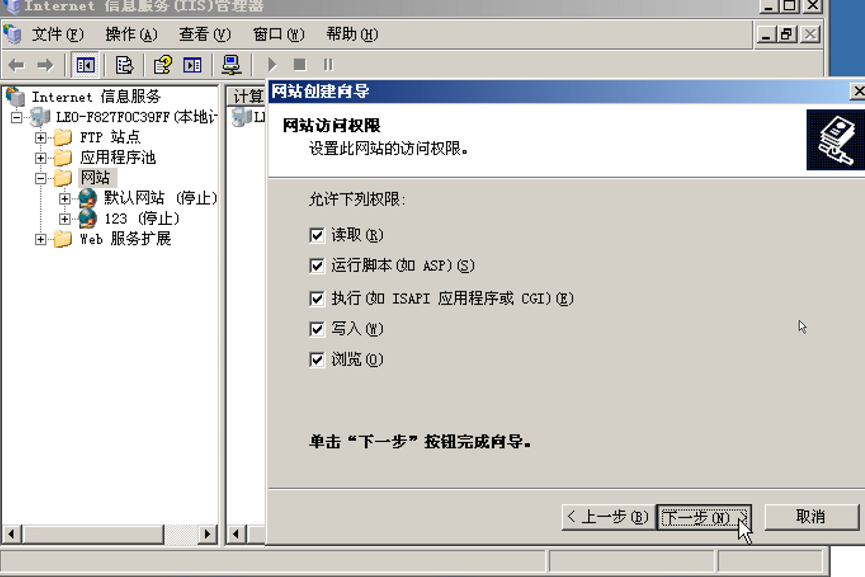 Internet 信息服务(IIS)管理器
文件(F) 操作(A) 查看(V) 窗口(W) 帮助(H)
Internet 信息服务
LEO-F827F0C39FF(本地计
FTP 站点
应用程序池
网站
默认网站 (停止)
123 (停止)
Web 服务扩展
计算
LE
网站创建向导
网站访问权限
设置此网站的访问权限。
允许下列权限:
读取(R)
运行脚本(如 ASP)(S)
执行(如 ISAPI 应用程序或 CGI)(E)
写入(W)
浏览(O)
单击“下一步”按钮完成向导。
< 上一步(B) 下一步(N) > 取消